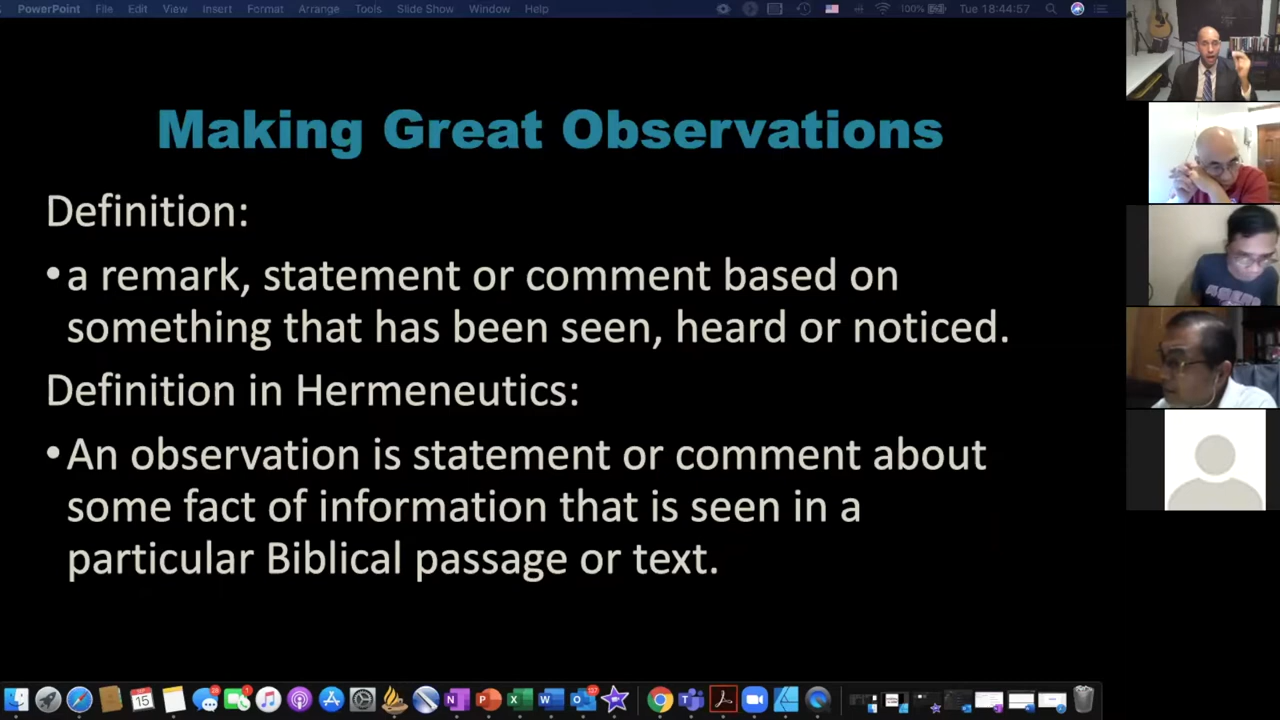 PowerPoint File Edit View Insert Format Arrange Tools Slide Show Window Help 100% Tue 18:44:57
Making Great Observations
Definition:
•a remark, statement or comment based on
something that has been seen, heard or noticed.
Definition in Hermeneutics:
•An observation is statement or comment about
some fact of information that is seen in a
particular Biblical passage or text.
15